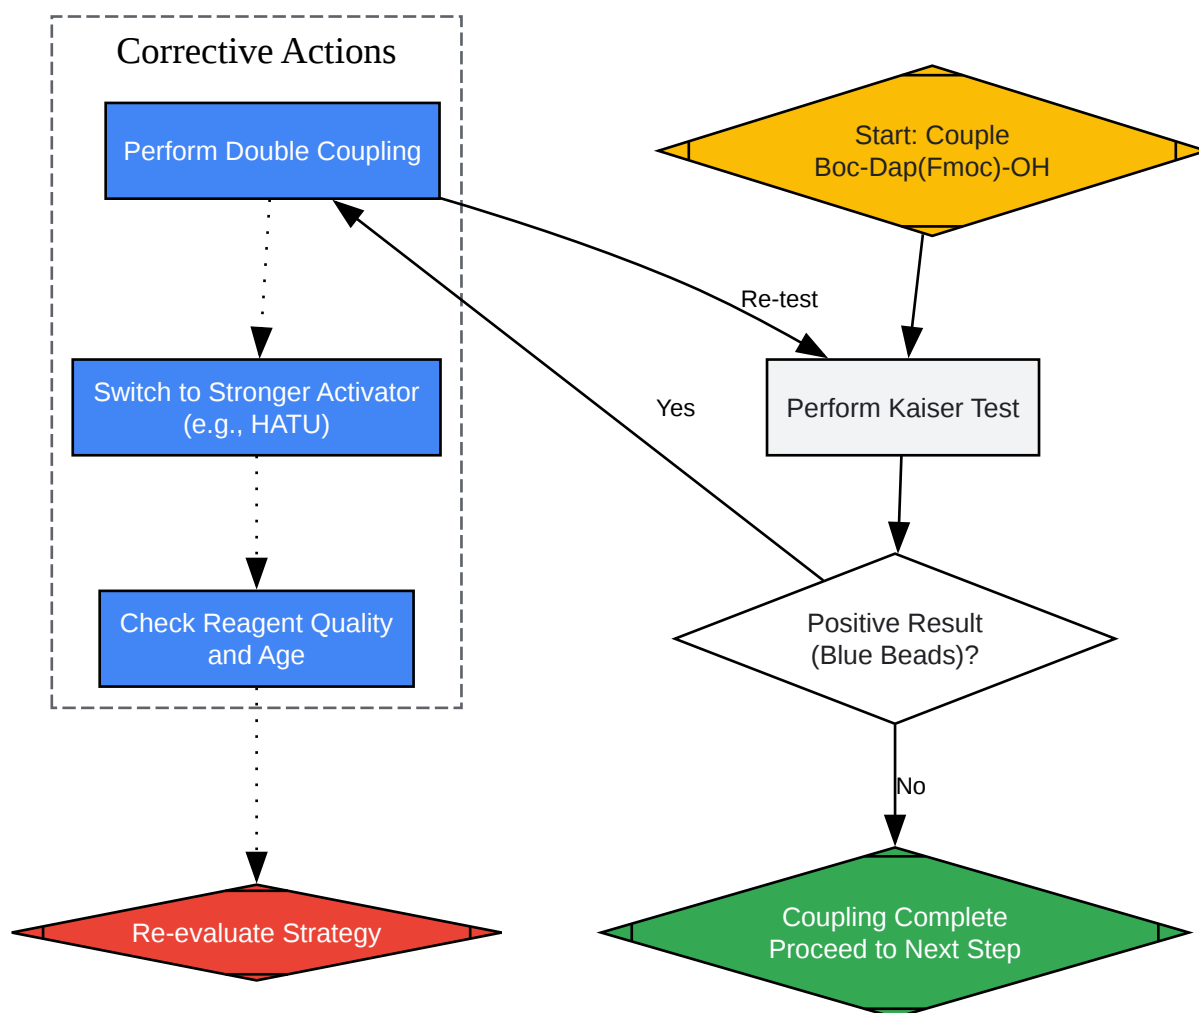 Corrective Actions
Perform Double Coupling
Start: Couple
Boc-Dap(Fmoc)-OH
Re-test
Switch to Stronger Activator
(e.g., HATU)
Yes
Perform Kaiser Test
Check Reagent Quality
and Age
Positive Result
(Blue Beads)?
No
Re-evaluate Strategy
Coupling Complete
Proceed to Next Step